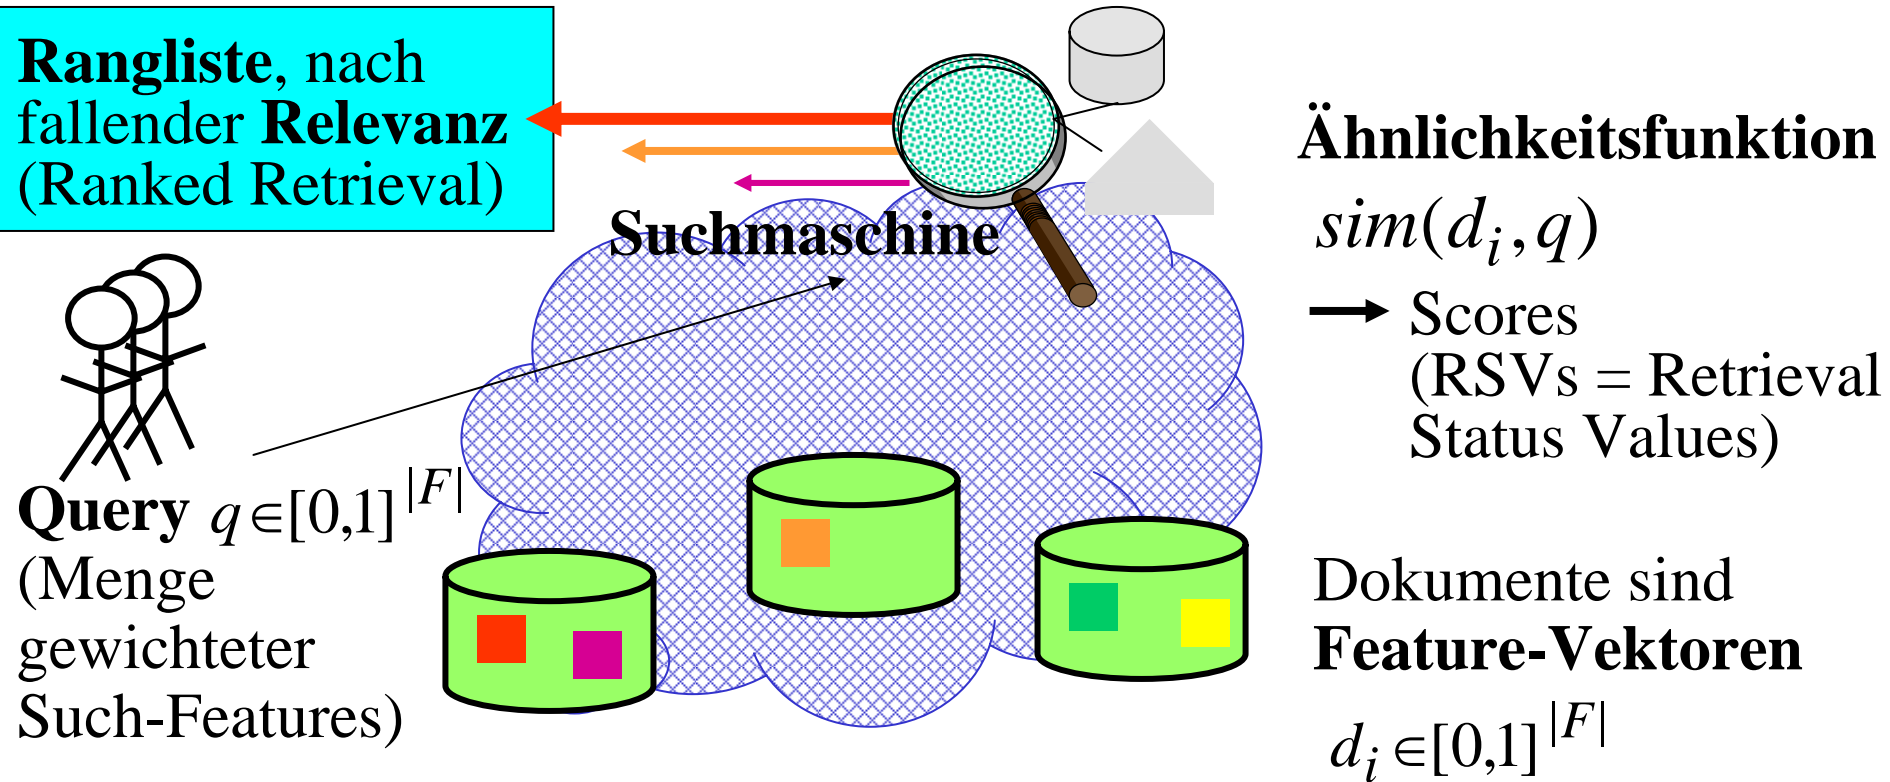 Rangliste, nach
fallender Relevanz
(Ranked Retrieval)
Suchmaschine
Query q∈[0,1]^|F|
(Menge
gewichteter
Such-Features)
Ähnlichkeitsfunktion
sim(d_i,q)
Scores
(RSVs = Retrieval
Status Values)
Dokumente sind
Feature-Vektoren
d_i∈[0,1]^|F|